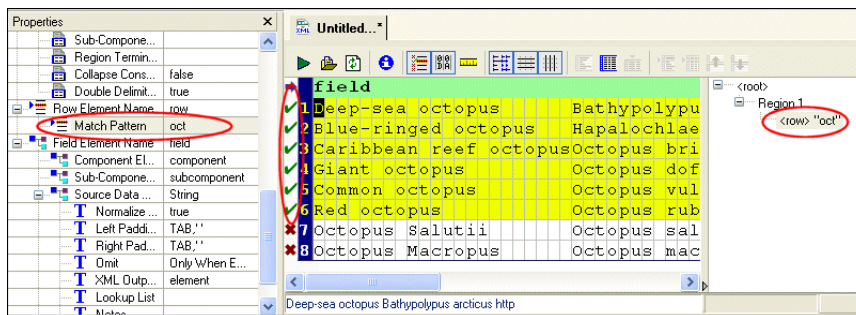 Properties
Sub-Compone...
Region Termin...
Collapse Cons... false
Double Delimit... true
Row Element Name row
Match Pattern oct
Field Element Name field
Component El... component
Sub-Compone... subcomponent
Source Data ... String
Normalize ... true
Left Paddi... TAB,' '
Right Pad... TAB,' '
Omit Only When E...
XML Outp... element
Lookup List
Notes
XML Untitled...*
field
1 Deep-sea octopus Bathypolypu
2 Blue-ringed octopus Hapalochlae
3 Caribbean reef octopus Octopus bri
4 Giant octopus Octopus dof
5 Common octopus Octopus vul
6 Red octopus Octopus rub
7 Octopus Salutii Octopus sal
8 Octopus Macropus Octopus mac
Deep-sea octopus Bathypolypus arcticus http
<root>
Region 1
<row> "oct"